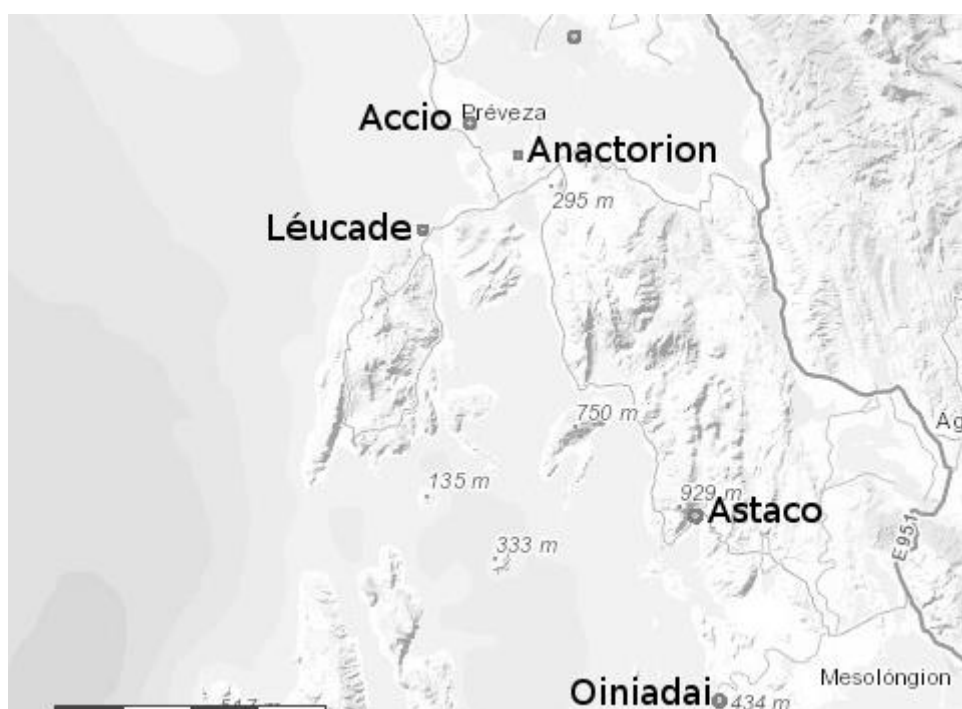 Accio
Préveza
Anactorion
295 m
Léucade
750 m
Ag
135 m
929 m
Astaco
E951
333 m
Mesolóngion
Oiniadai
434 m